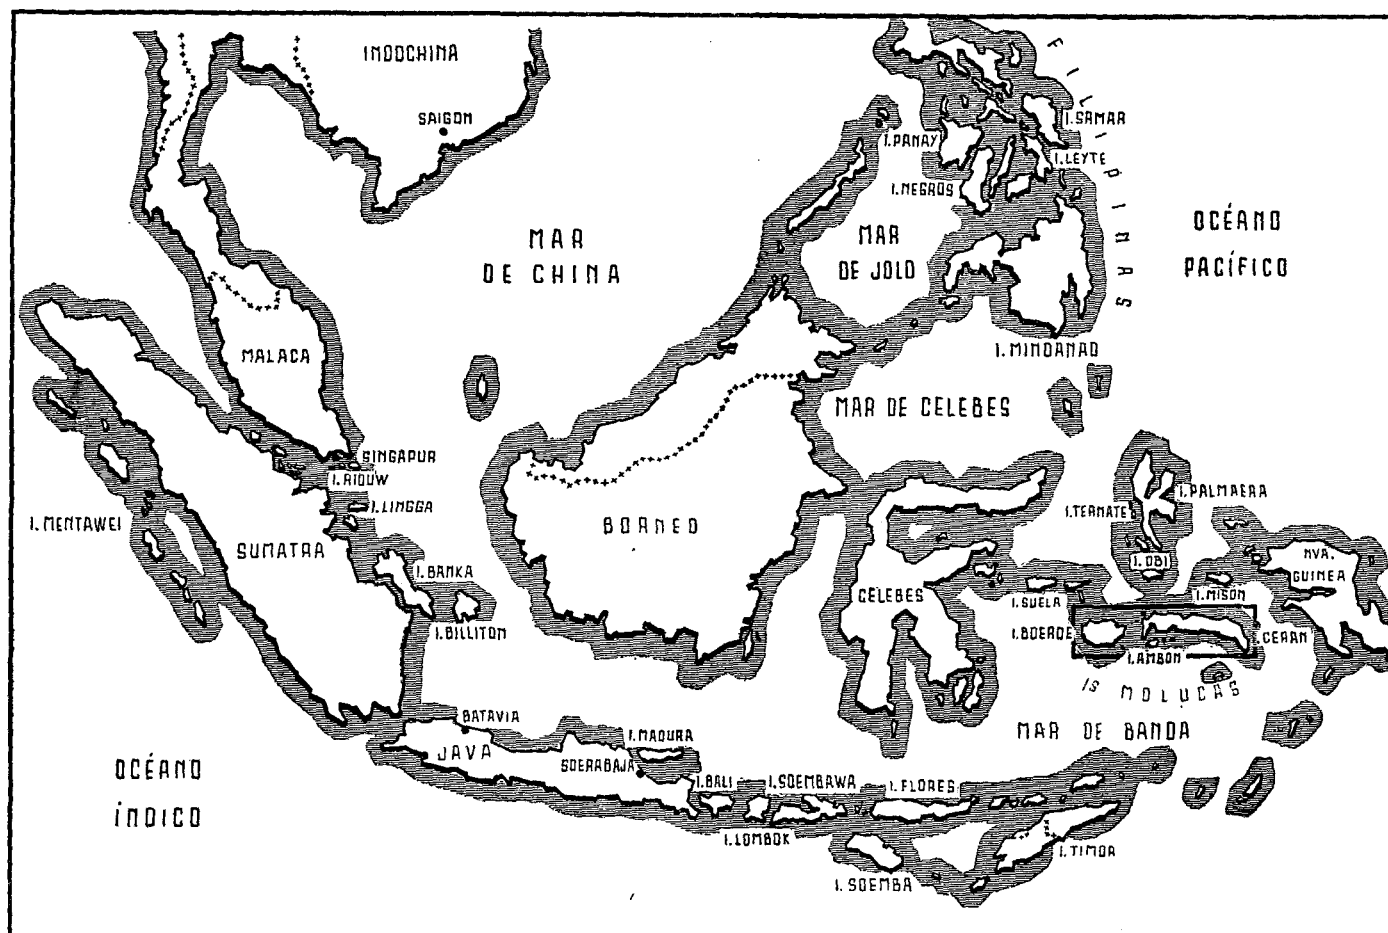 INDOCHINA
SAIGON
FILIPINAS
I. SAMAR
I. PANAY
I. LEYTE
I. NEGROS
OCÉANO
PACÍFICO
MAR
DE CHINA
MAR
DE JOLO
MALACA
I. MINDANAO
MAR DE CELEBES
SINGAPUR
I. RIOUW
I. LINGGA
I. MENTAWEI
SUMATRA
BORNEO
I. PALMAERA
I. TERNATE
I. OBI
NVA.
GUINEA
I. BANKA
I. BILLITON
CÉLEBES
I. SUELA
I. MISON
I. BOEROE
I. CERAN
I. AMBON
IS MOLUCAS
MAR DE BANDA
BATAVIA
JAVA
I. MADURA
SOERABAJA
I. BALI
I. SOEMBAWA
I. FLORES
I. LOMBOK
I. TIMOR
I. SOEMBA
OCÉANO
ÍNDICO